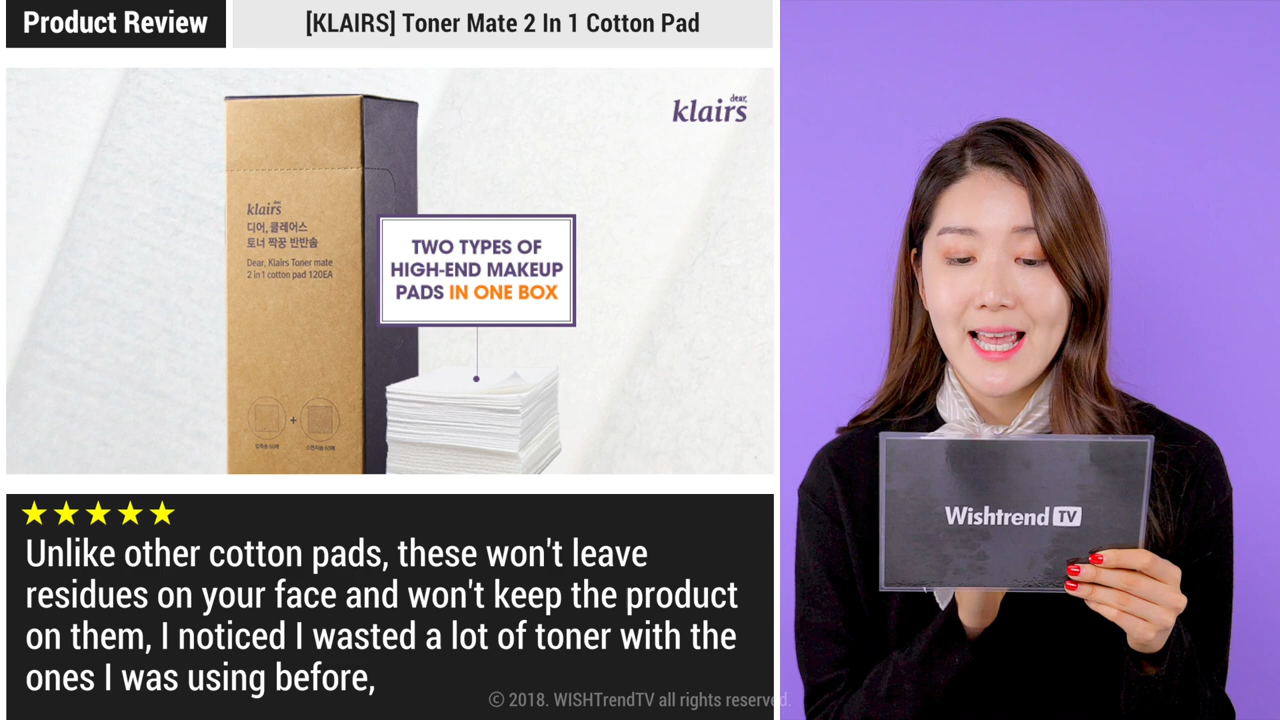 Product Review
[KLAIRS] Toner Mate 2 In 1 Cotton Pad
dear,
klairs
dear,
klairs
디어, 클레어스
토너 짝꿍 반반솜
Dear, Klairs Toner mate
2 in 1 cotton pad 120EA
TWO TYPES OF
HIGH-END MAKEUP
PADS IN ONE BOX
+
★★★★★
Unlike other cotton pads, these won't leave
residues on your face and won't keep the product
on them, I noticed I wasted a lot of toner with the
ones I was using before,
Wishtrend TV
© 2018. WISHTrendTV all rights reserved.